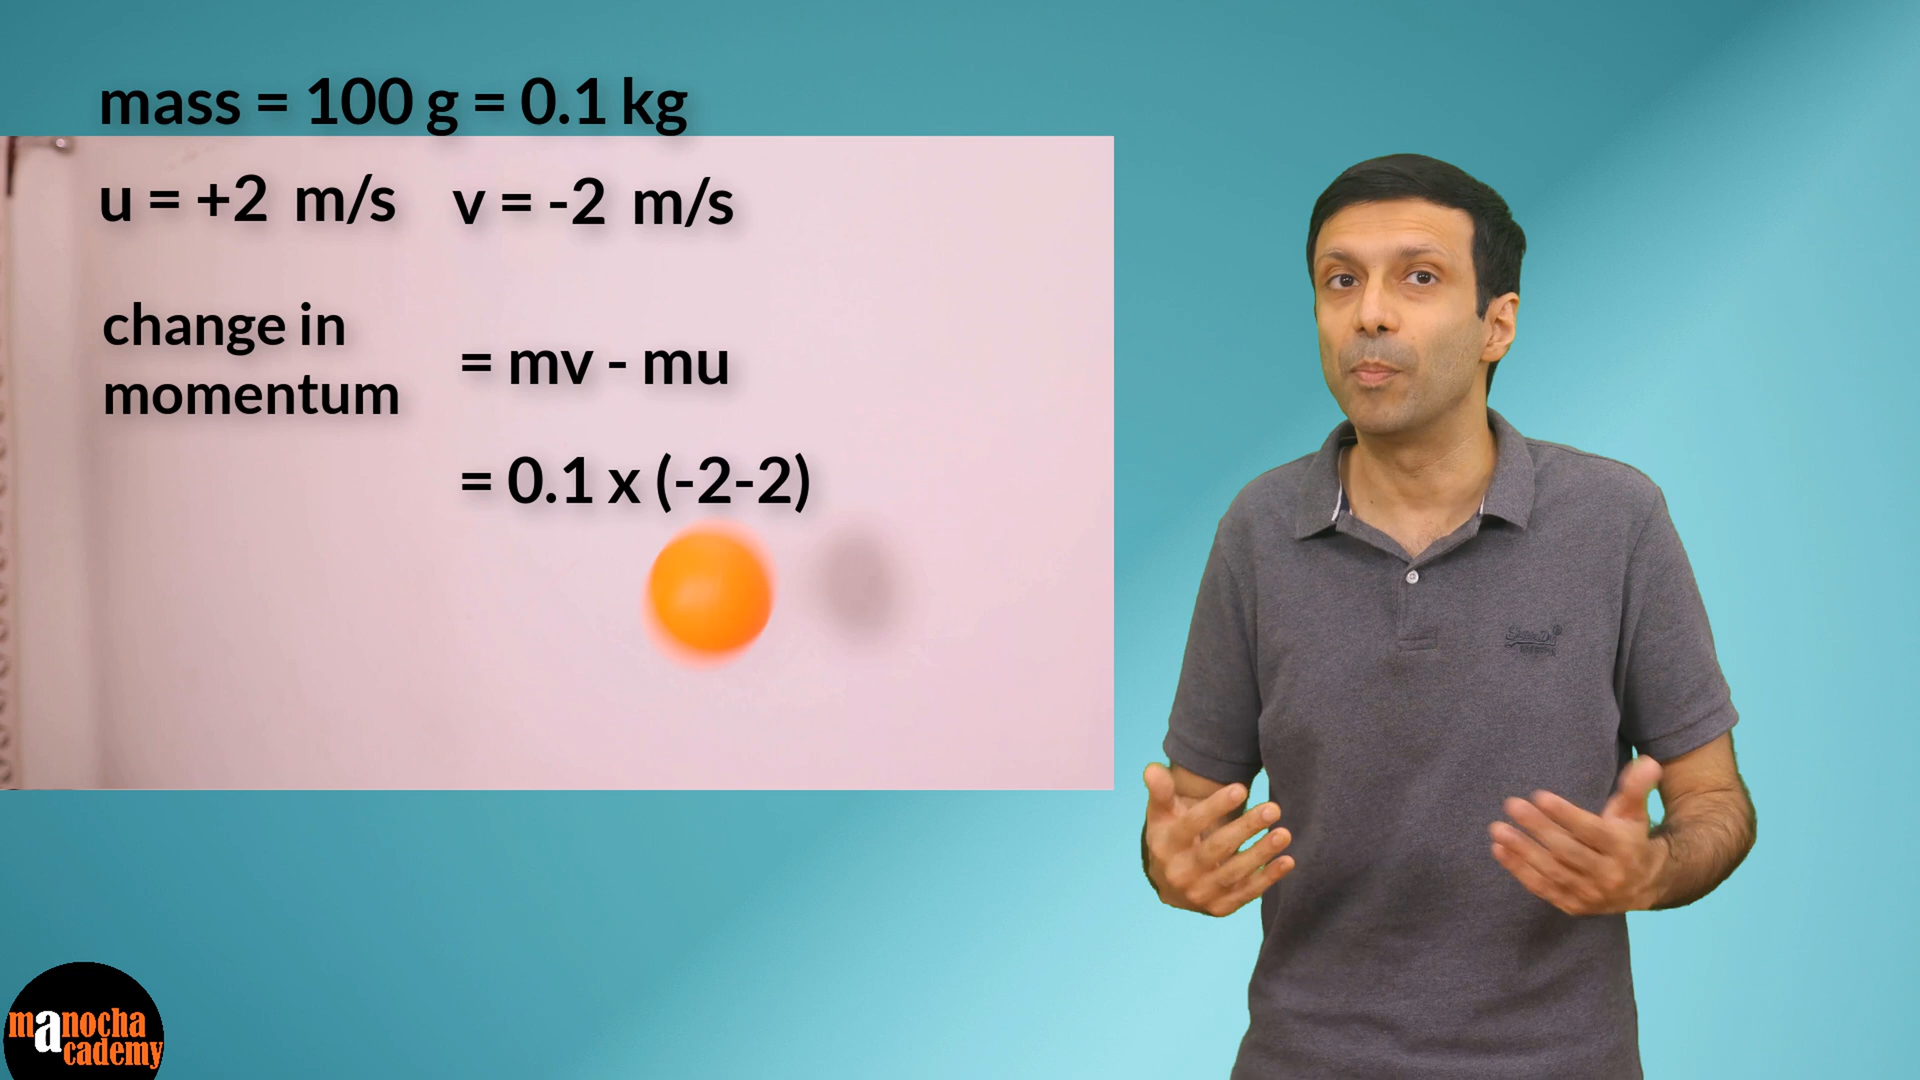 mass = 100 g = 0.1 kg
u = +2 m/s v = -2 m/s
change in
momentum
= mv - mu
= 0.1 x (-2-2)
manocha
academy